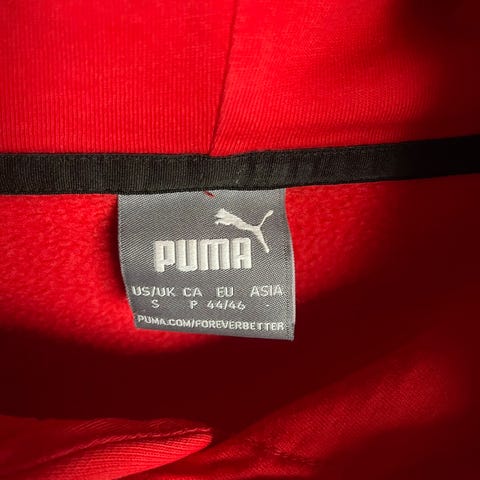 PUMA
US/UK CA EU ASIA
S P 44/46 -
PUMA.COM/FOREVERBETTER